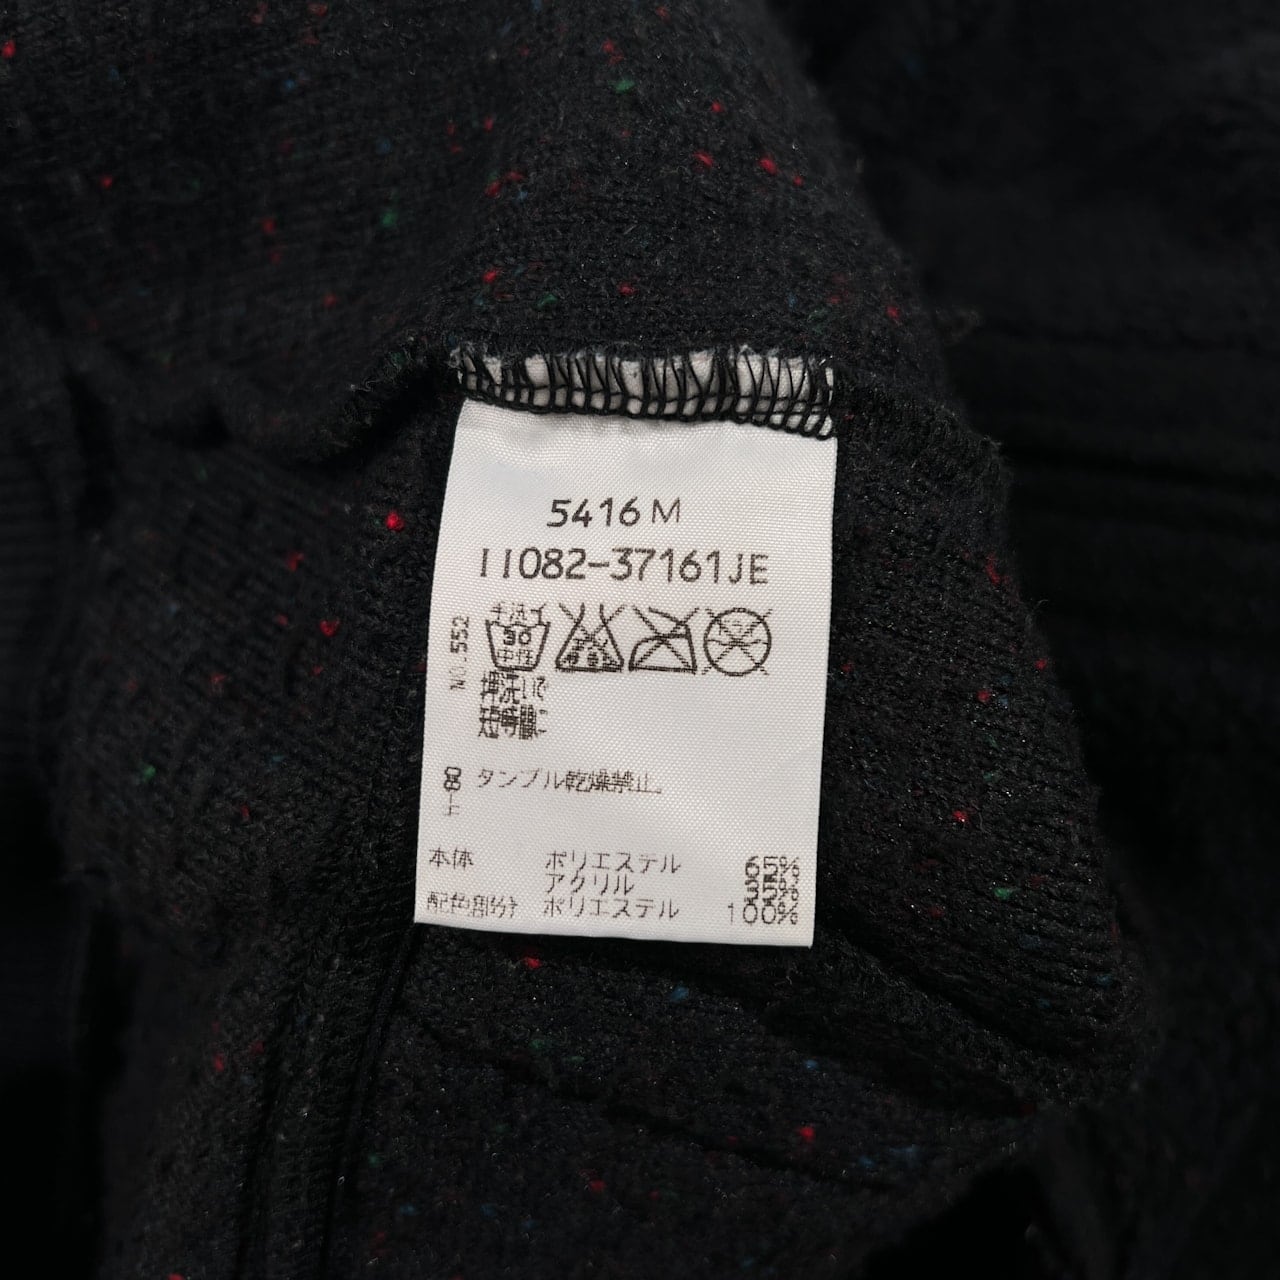 5416 M
11082-37161JE
NO.552
手洗イ
30
中性
押洗いで
短時間。
タンブル乾燥禁止。
本体 ポリエステル 65%
アクリル 35%
配色部分 ポリエステル 100%